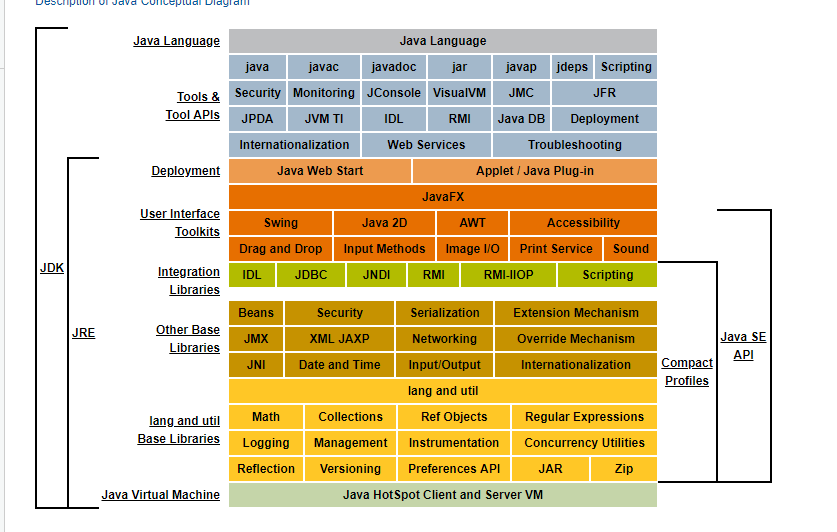 Description of Java Conceptual Diagram
Java Language Java Language
java javac javadoc jar javap jdeps Scripting
Tools &
Tool APIs
Security Monitoring JConsole VisualVM JMC JFR
JPDA JVM TI IDL RMI Java DB Deployment
Internationalization Web Services Troubleshooting
Deployment Java Web Start Applet / Java Plug-in
JavaFX
User Interface
Toolkits
Swing Java 2D AWT Accessibility
Drag and Drop Input Methods Image I/O Print Service Sound
JDK
Integration
Libraries
IDL JDBC JNDI RMI RMI-IIOP Scripting
JRE
Other Base
Libraries
Beans Security Serialization Extension Mechanism
JMX XML JAXP Networking Override Mechanism
JNI Date and Time Input/Output Internationalization
Java SE
API
Compact
Profiles
lang and util
lang and util
Base Libraries
Math Collections Ref Objects Regular Expressions
Logging Management Instrumentation Concurrency Utilities
Reflection Versioning Preferences API JAR Zip
Java Virtual Machine Java HotSpot Client and Server VM